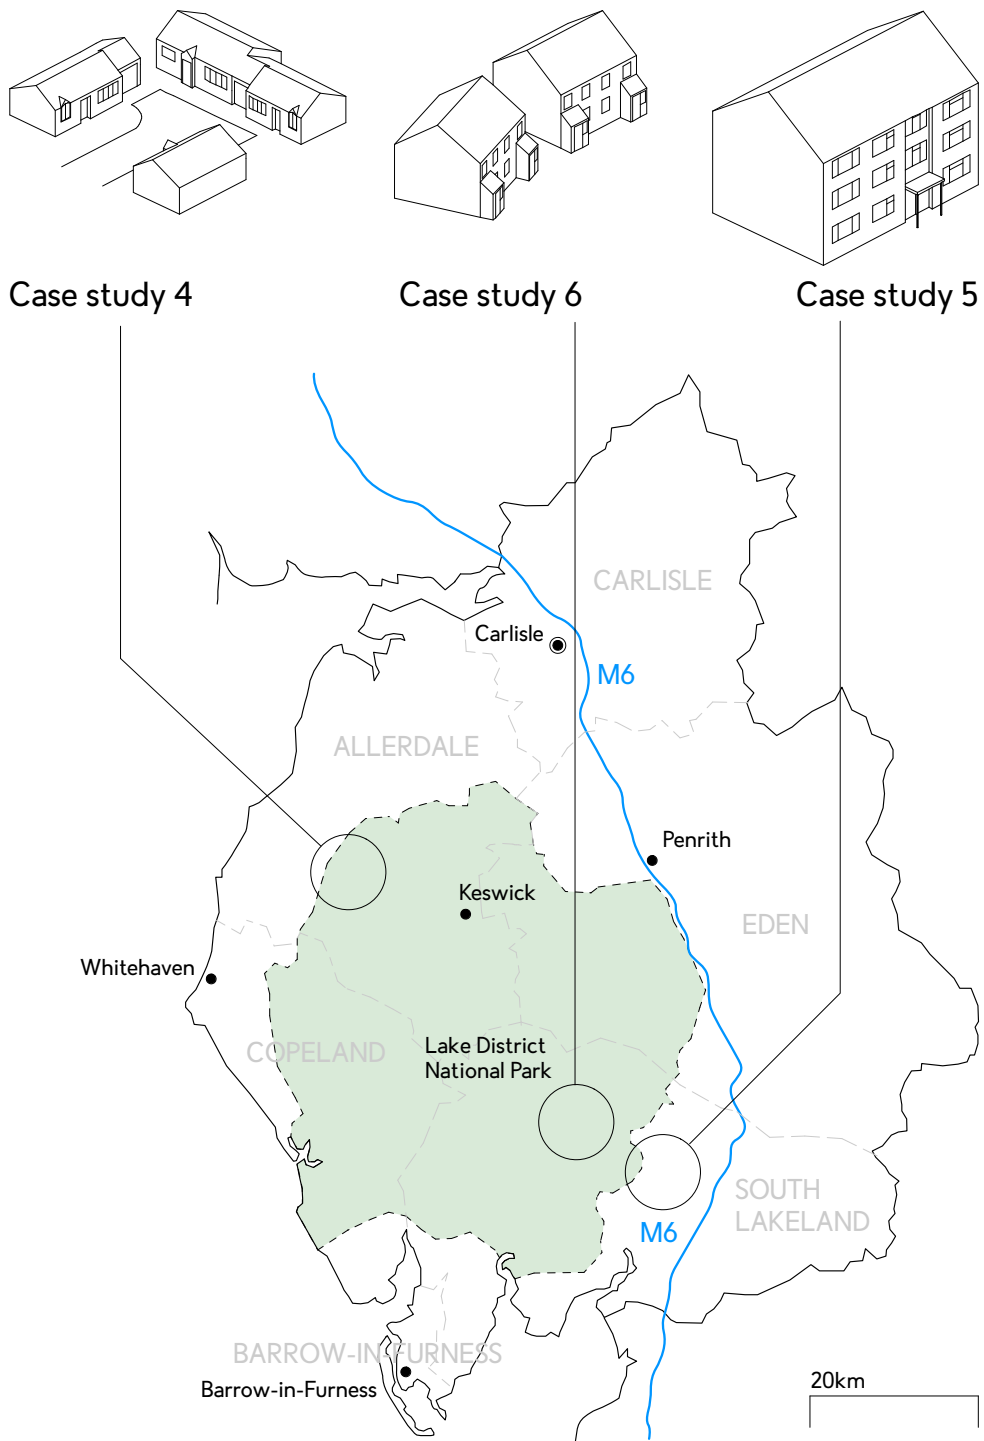 Case study 4
Case study 6
Case study 5
CARLISLE
Carlisle
M6
ALLERDALE
Penrith
Keswick
EDEN
Whitehaven
COPELAND
Lake District
National Park
SOUTH
LAKELAND
M6
BARROW-IN-FURNESS
Barrow-in-Furness
20km